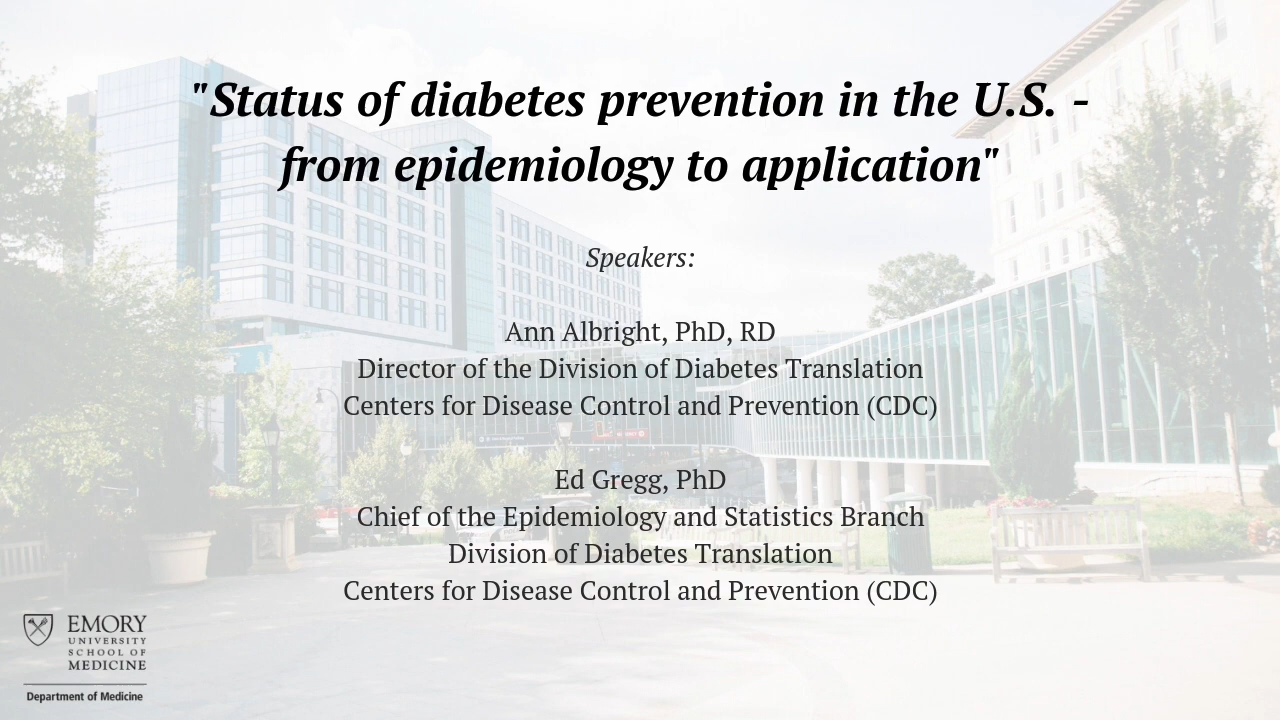 "Status of diabetes prevention in the U.S. -
from epidemiology to application"
Speakers:
Ann Albright, PhD, RD
Director of the Division of Diabetes Translation
Centers for Disease Control and Prevention (CDC)
Ed Gregg, PhD
Chief of the Epidemiology and Statistics Branch
Division of Diabetes Translation
Centers for Disease Control and Prevention (CDC)
EMORY
UNIVERSITY
SCHOOL OF
MEDICINE
Department of Medicine